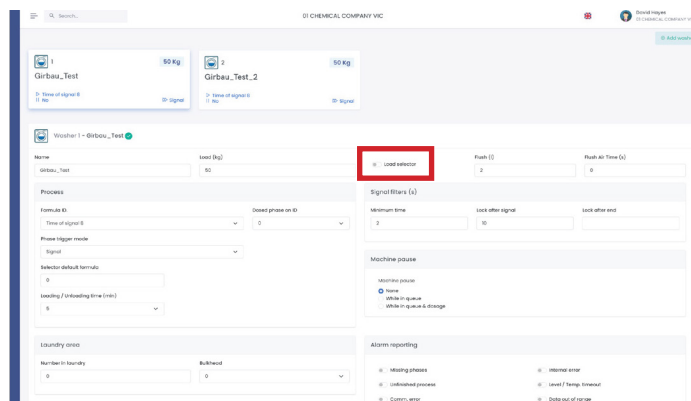 Search...
01 CHEMICAL COMPANY VIC
David Hayes
01 CHEMICAL COMPANY VI
Add washe
1
50 Kg
Girbau_Test
Time of signal 8
No
Signal
2
50 Kg
Girbau_Test_2
Time of signal 8
No
Signal
Washer 1 - Girbau_Test
Name
Load (kg)
Load selector
Flush (l)
Flush Air Time (s)
Girbau_Test
50
2
0
Process
Signal filters (s)
Formula ID
Dosed phase on ID
Minimum time
Lock after signal
Lock after end
Time of signal 8
0
2
10
Phase trigger mode
Signal
Machine pause
Selector default formula
0
Machine pause
None
While in queue
While in queue & dosage
Loading / Unloading time (min)
5
Laundry area
Alarm reporting
Number in laundry
Bulkhead
0
0
Missing phases
Internal error
Unfinished process
Level / Temp. timeout
Comm. error
Data out of range